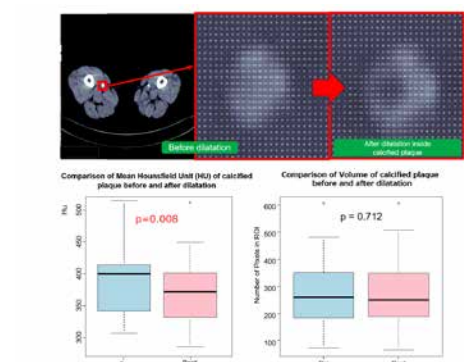 Before dilatation
After dilatation inside
calcified plaque
Comparison of Mean Hounsfield Unit (HU) of calcified
plaque before and after dilatation
Comparison of Volume of calcified plaque
before and after dilatation
HU
p=0.008
500
450
400
350
300
Number of Pixels in ROI
p = 0.712
600
500
400
300
200
100